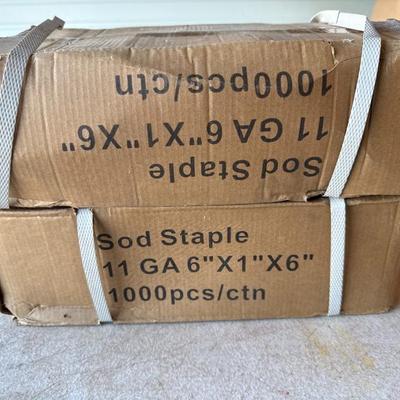 Sod Staple
11 GA 6"X1"X6"
1000pcs/ctn
Sod Staple
11 GA 6"X1"X6"
1000pcs/ctn